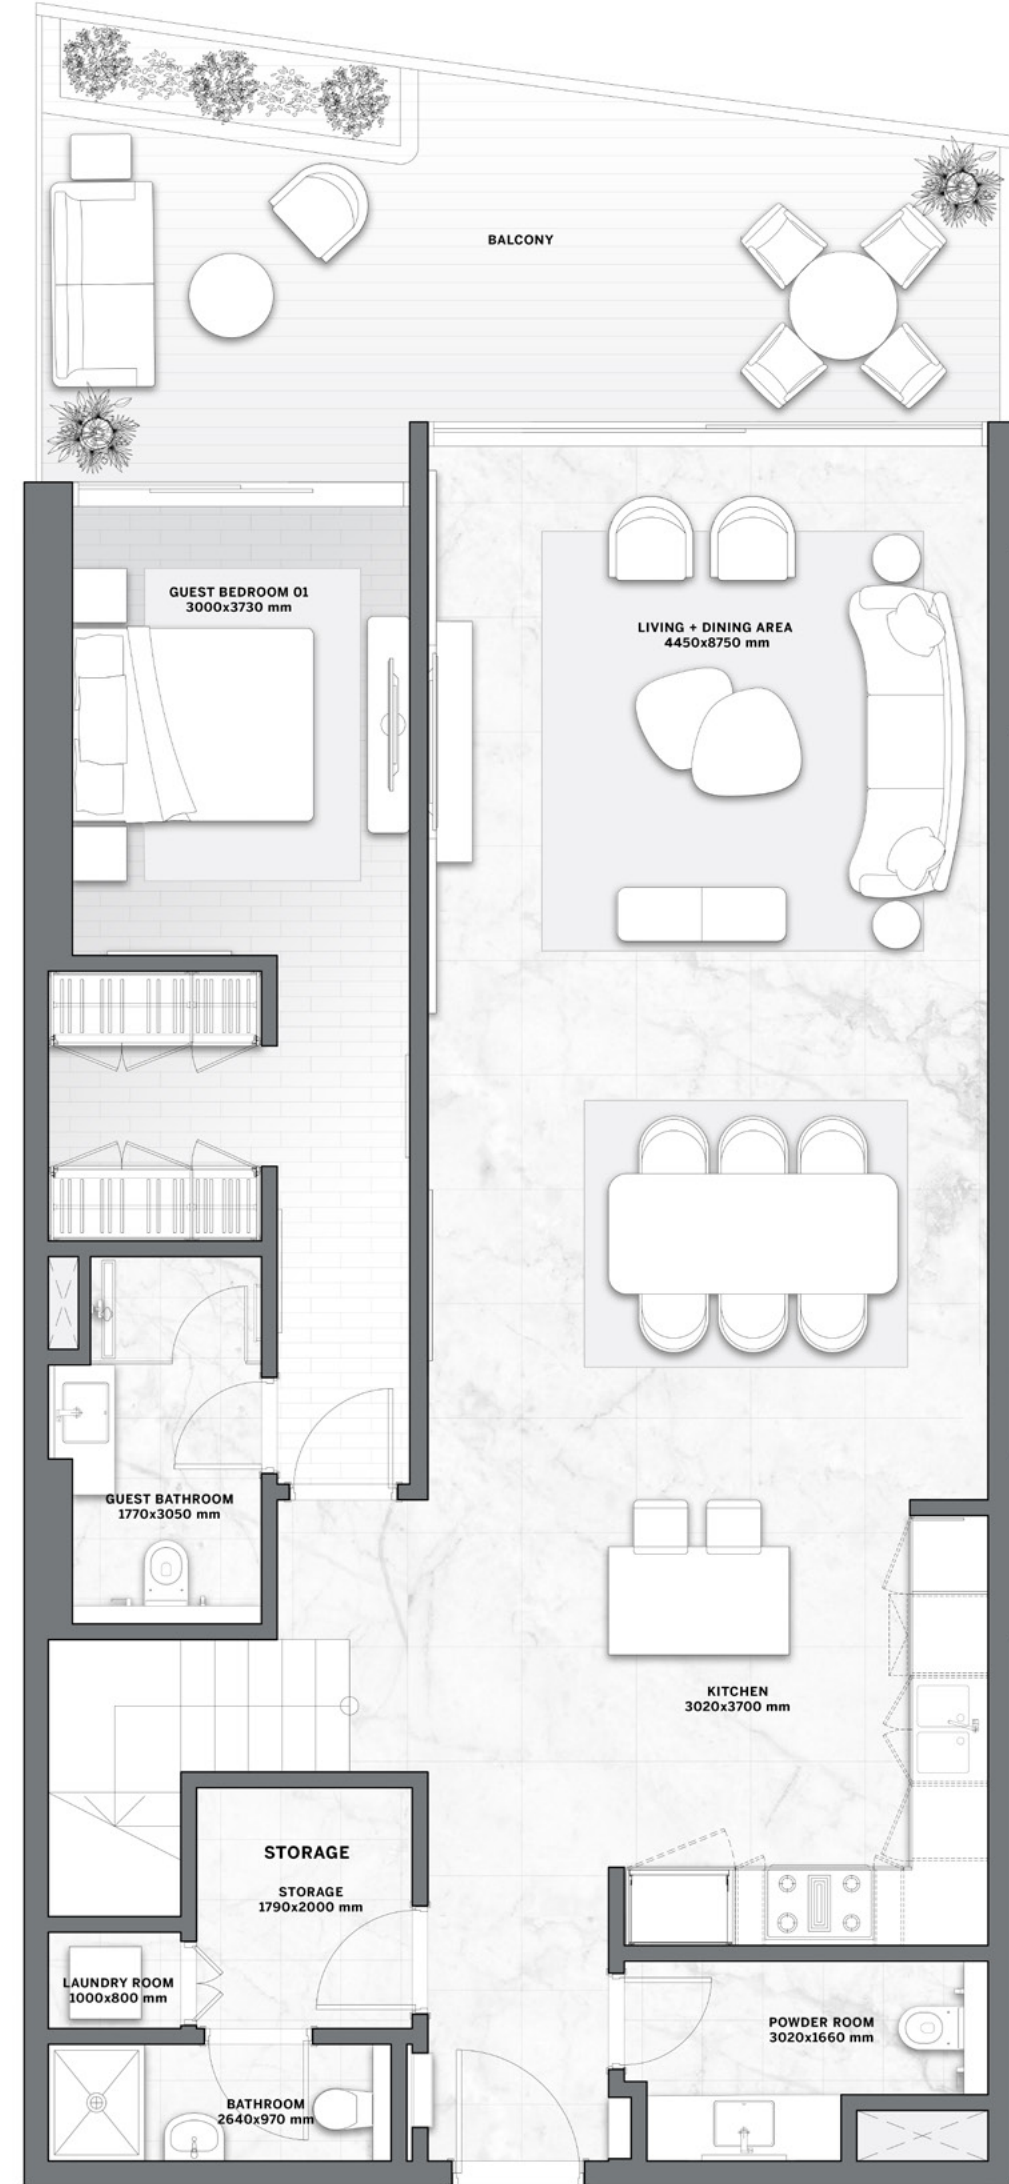 BALCONY
GUEST BEDROOM 01
3000x3730 mm
LIVING + DINING AREA
4450x8750 mm
GUEST BATHROOM
1770x3050 mm
KITCHEN
3020x3700 mm
STORAGE
STORAGE
1790x2000 mm
LAUNDRY ROOM
1000x800 mm
POWDER ROOM
3020x1660 mm
BATHROOM
2640x970 mm